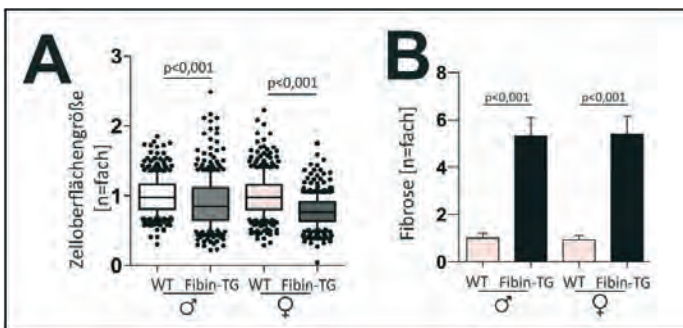 A
Zelloberflächengröße
[n=fach]
3
2
1
0
p<0,001
p<0,001
WT Fibin-TG WT Fibin-TG
♂ ♀
B
Fibrose [n=fach]
8
6
4
2
0
p<0,001
p<0,001
WT Fibin-TG WT Fibin-TG
♂ ♀